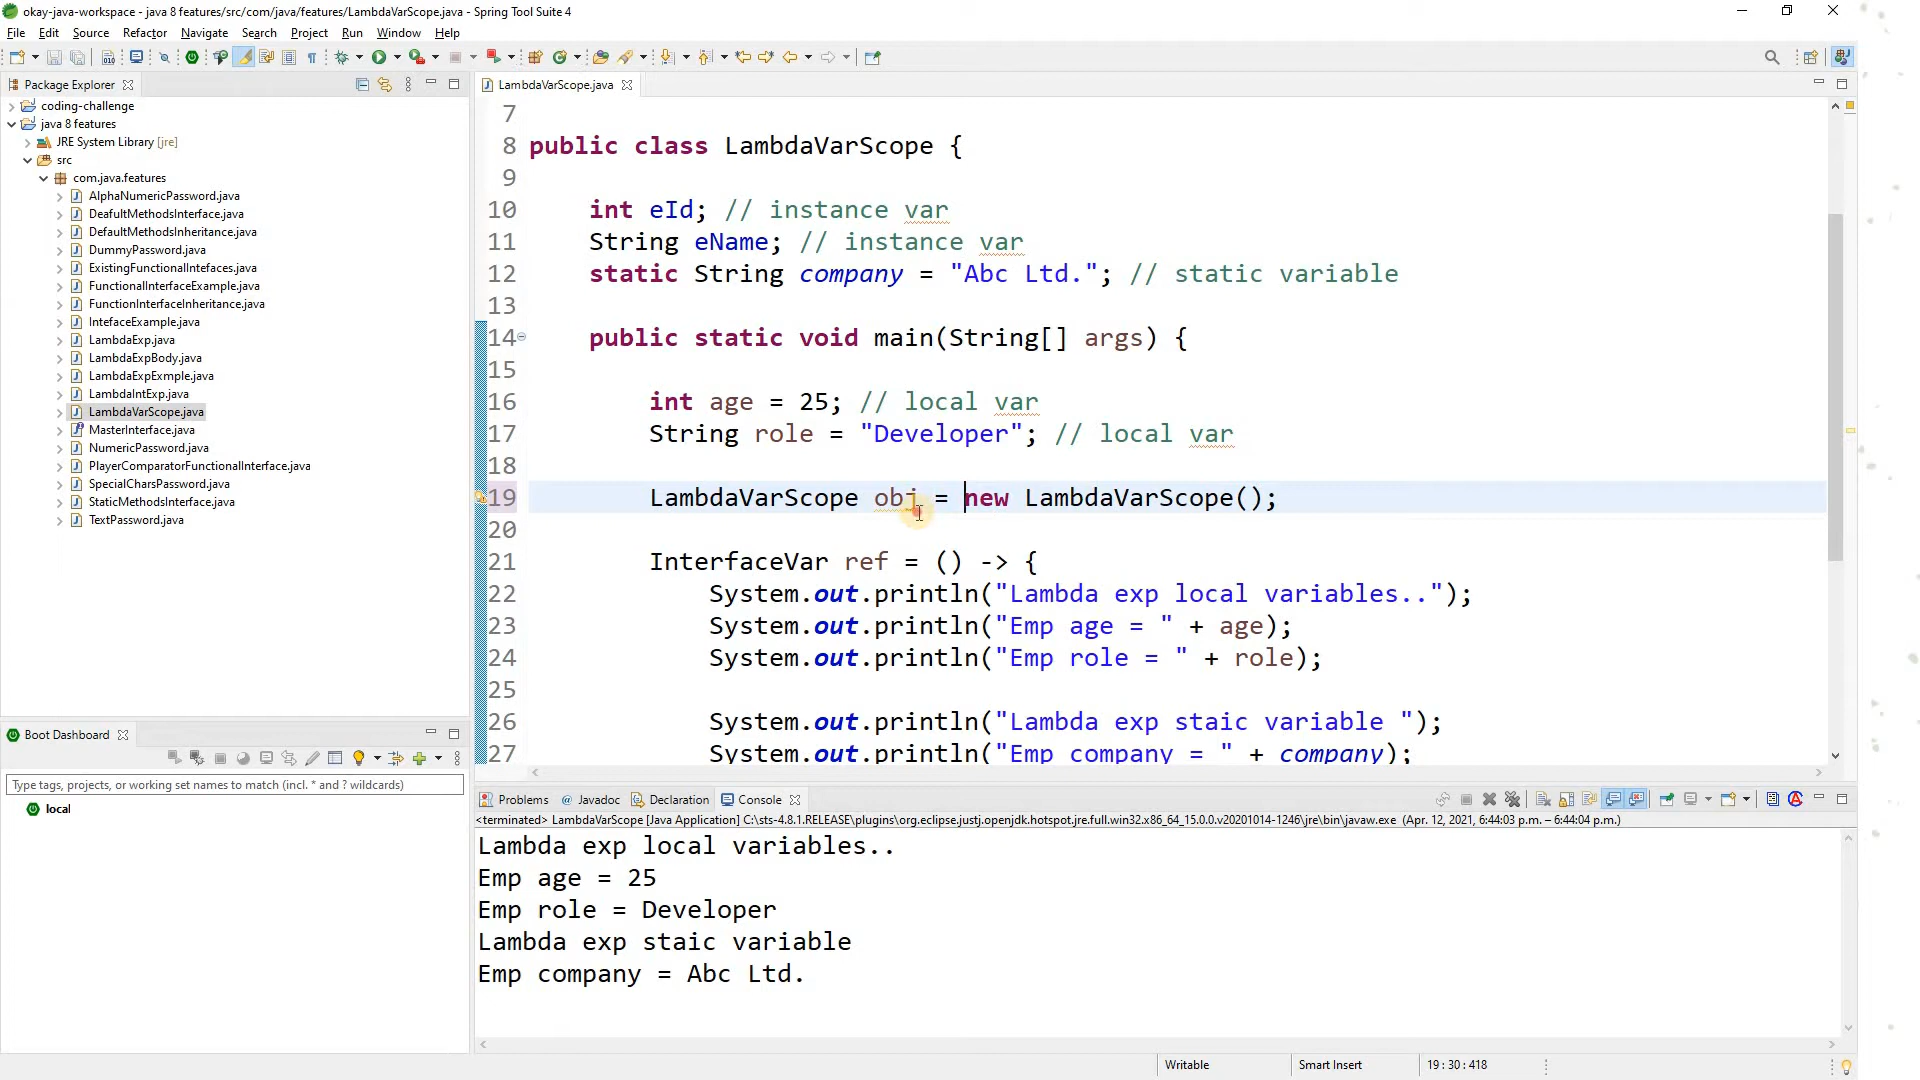 okay-java-workspace - java 8 features/src/com/java/features/LambdaVarScope.java - Spring Tool Suite 4
File Edit Source Refactor Navigate Search Project Run Window Help
Package Explorer
coding-challenge
java 8 features
JRE System Library [jre]
src
com.java.features
AlphaNumericPassword.java
DeafultMethodsInterface.java
DefaultMethodsInheritance.java
DummyPassword.java
ExistingFunctionalIntefaces.java
FunctionalInterfaceExample.java
FunctionInterfaceInheritance.java
IntefaceExample.java
LambdaExp.java
LambdaExpBody.java
LambdaExpExmple.java
LambdaIntExp.java
LambdaVarScope.java
MasterInterface.java
NumericPassword.java
PlayerComparatorFunctionalInterface.java
SpecialCharsPassword.java
StaticMethodsInterface.java
TextPassword.java
Boot Dashboard
Type tags, projects, or working set names to match (incl. * and ? wildcards)
local
LambdaVarScope.java
7
8 public class LambdaVarScope {
9
10 int eId; // instance var
11 String eName; // instance var
12 static String company = "Abc Ltd."; // static variable
13
14 public static void main(String[] args) {
15
16 int age = 25; // local var
17 String role = "Developer"; // local var
18
19 LambdaVarScope obj = new LambdaVarScope();
20
21 InterfaceVar ref = () -> {
22 System.out.println("Lambda exp local variables..");
23 System.out.println("Emp age = " + age);
24 System.out.println("Emp role = " + role);
25
26 System.out.println("Lambda exp staic variable ");
27 System.out.println("Emp company = " + company);
Problems Javadoc Declaration Console
<terminated> LambdaVarScope [Java Application] C:\sts-4.8.1.RELEASE\plugins\org.eclipse.justj.openjdk.hotspot.jre.full.win32.x86_64_15.0.0.v20201014-1246\jre\bin\javaw.exe (Apr. 12, 2021, 6:44:03 p.m. – 6:44:04 p.m.)
Lambda exp local variables..
Emp age = 25
Emp role = Developer
Lambda exp staic variable
Emp company = Abc Ltd.
Writable Smart Insert 19 : 30 : 418